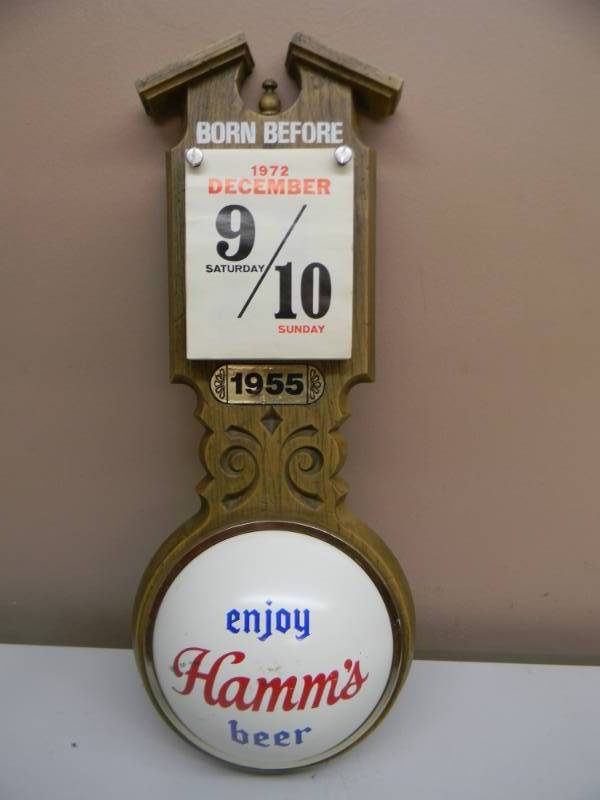 BORN BEFORE
1972
DECEMBER
9/10
SATURDAY
SUNDAY
1955
enjoy
Hamm's
beer